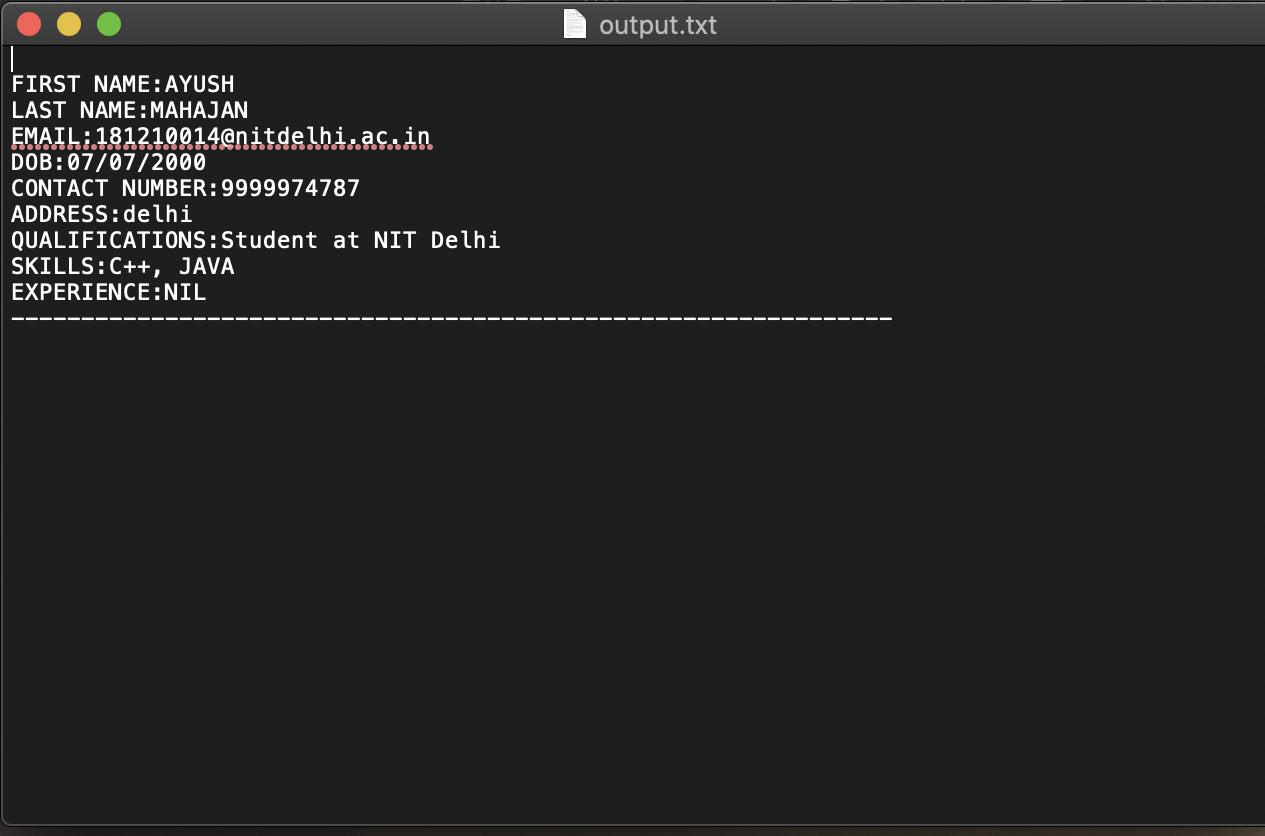 output.txt
FIRST NAME:AYUSH
LAST NAME:MAHAJAN
EMAIL:181210014@nitdelhi.ac.in
DOB:07/07/2000
CONTACT NUMBER:9999974787
ADDRESS:delhi
QUALIFICATIONS:Student at NIT Delhi
SKILLS:C++, JAVA
EXPERIENCE:NIL
---------------------------------------------------------------